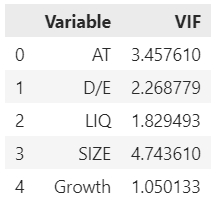 Variable VIF
0 AT 3.457610
1 D/E 2.268779
2 LIQ 1.829493
3 SIZE 4.743610
4 Growth 1.050133